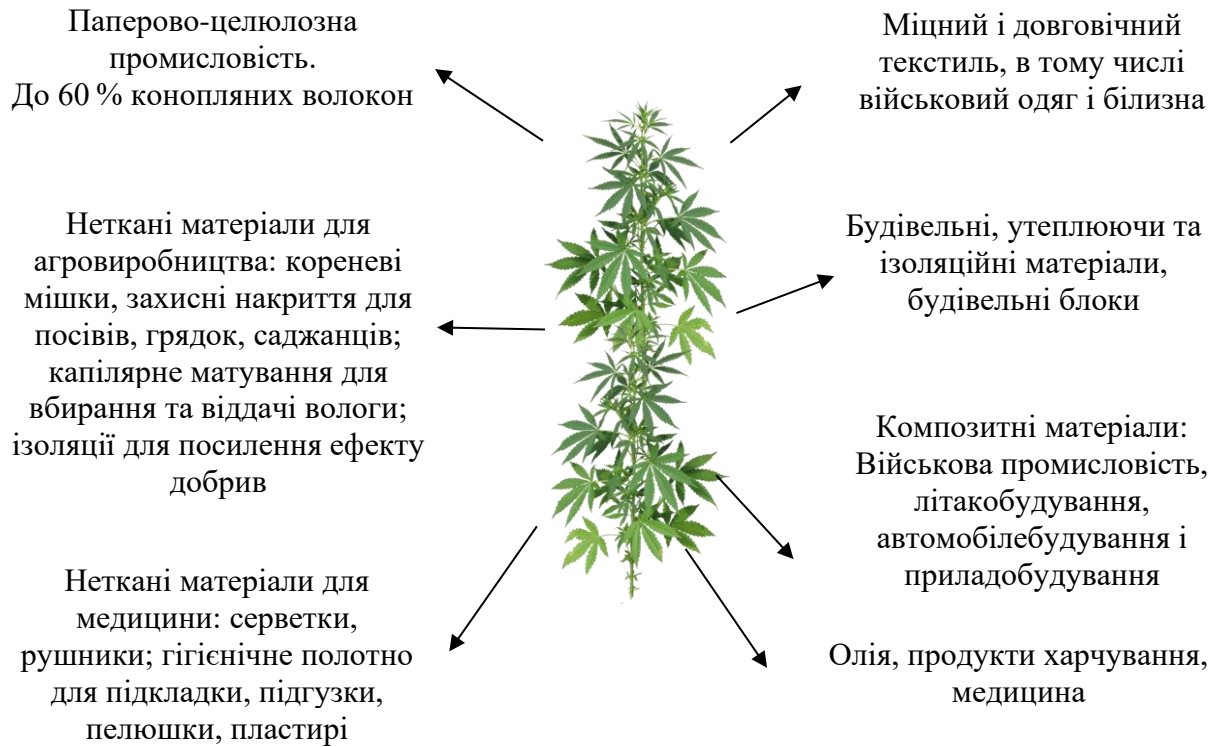 Паперово-целюлозна
промисловість.
До 60 % конопляних волокон
Неткані матеріали для
агровиробництва: кореневі
мішки, захисні накриття для
посівів, грядок, саджанців;
капілярне матування для
вбирання та віддачі вологи;
ізоляції для посилення ефекту
добрив
Неткані матеріали для
медицини: серветки,
рушники; гігієнічне полотно
для підкладки, підгузки,
пелюшки, пластирі
Міцний і довговічний
текстиль, в тому числі
військовий одяг і білизна
Будівельні, утеплюючи та
ізоляційні матеріали,
будівельні блоки
Композитні матеріали:
Військова промисловість,
літакобудування,
автомобілебудування і
приладобудування
Олія, продукти харчування,
медицина